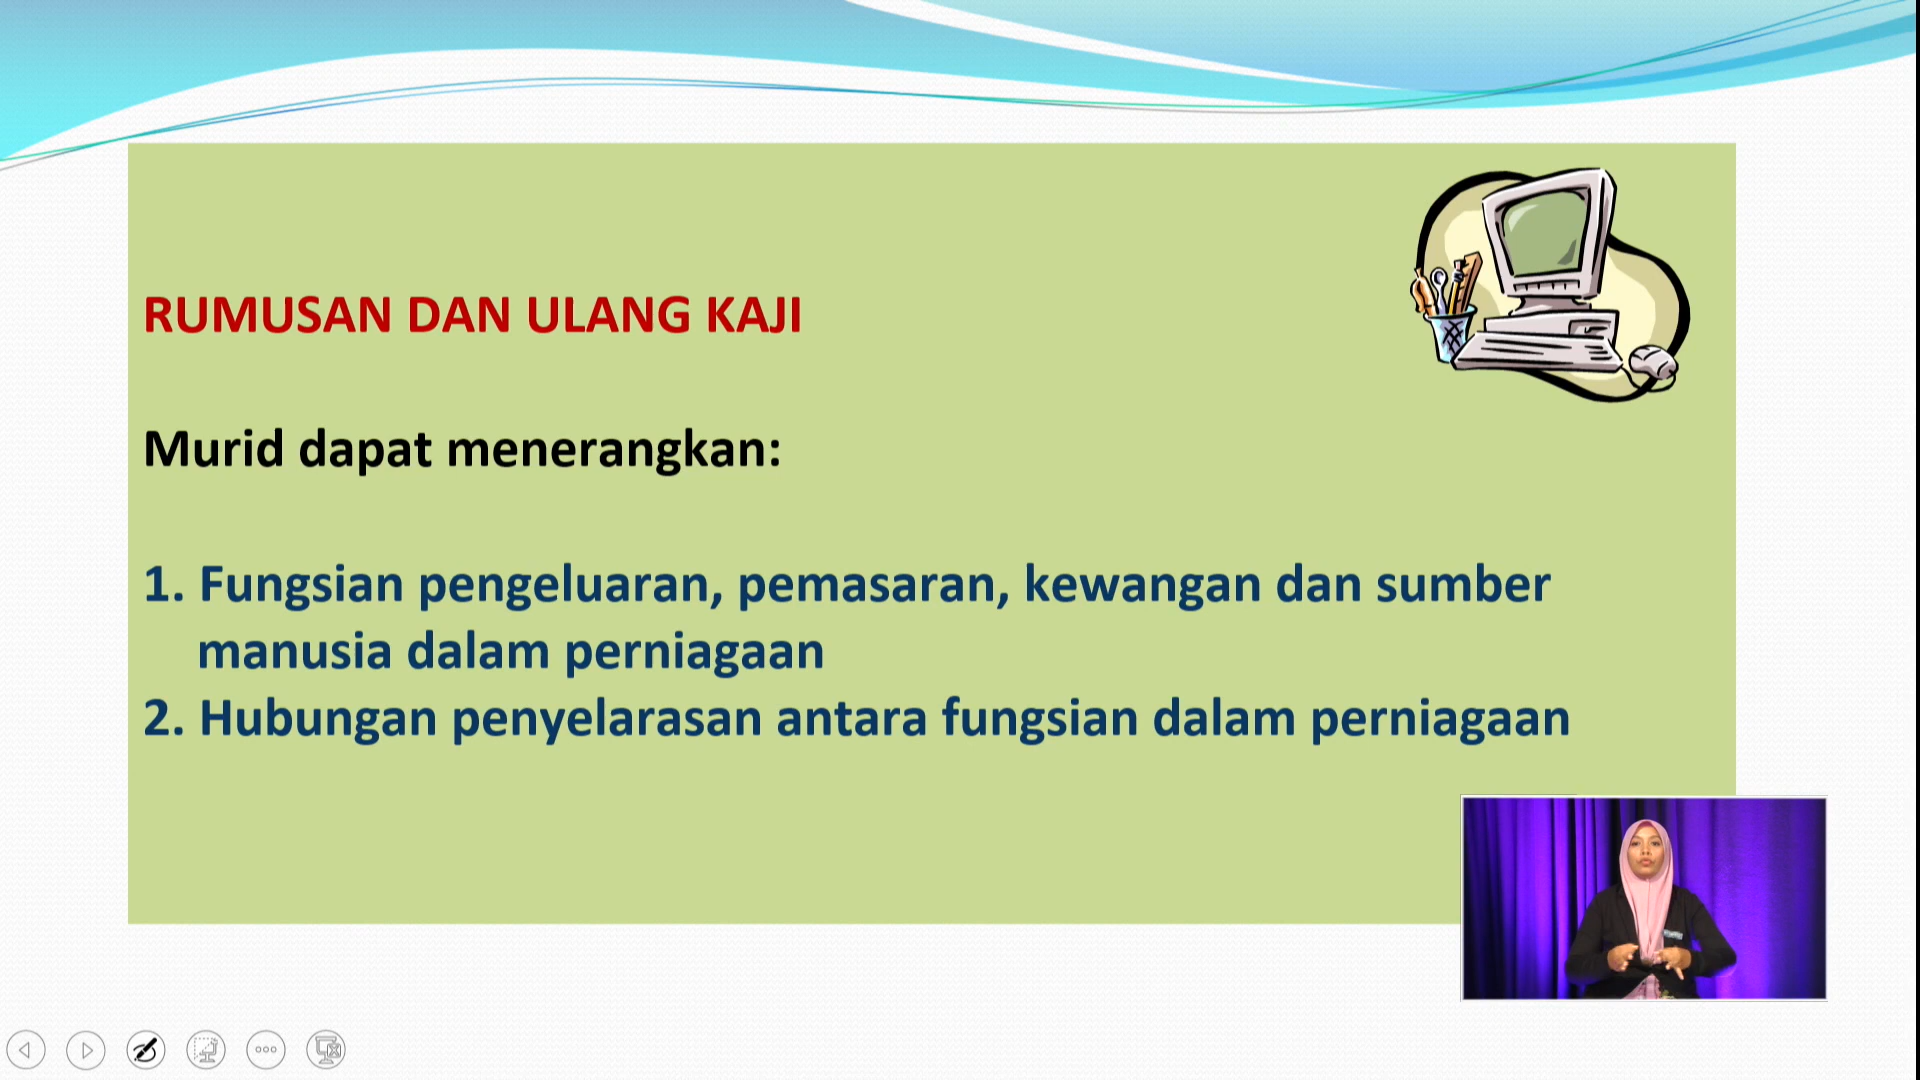 RUMUSAN DAN ULANG KAJI
Murid dapat menerangkan:
1. Fungsian pengeluaran, pemasaran, kewangan dan sumber
manusia dalam perniagaan
2. Hubungan penyelarasan antara fungsian dalam perniagaan